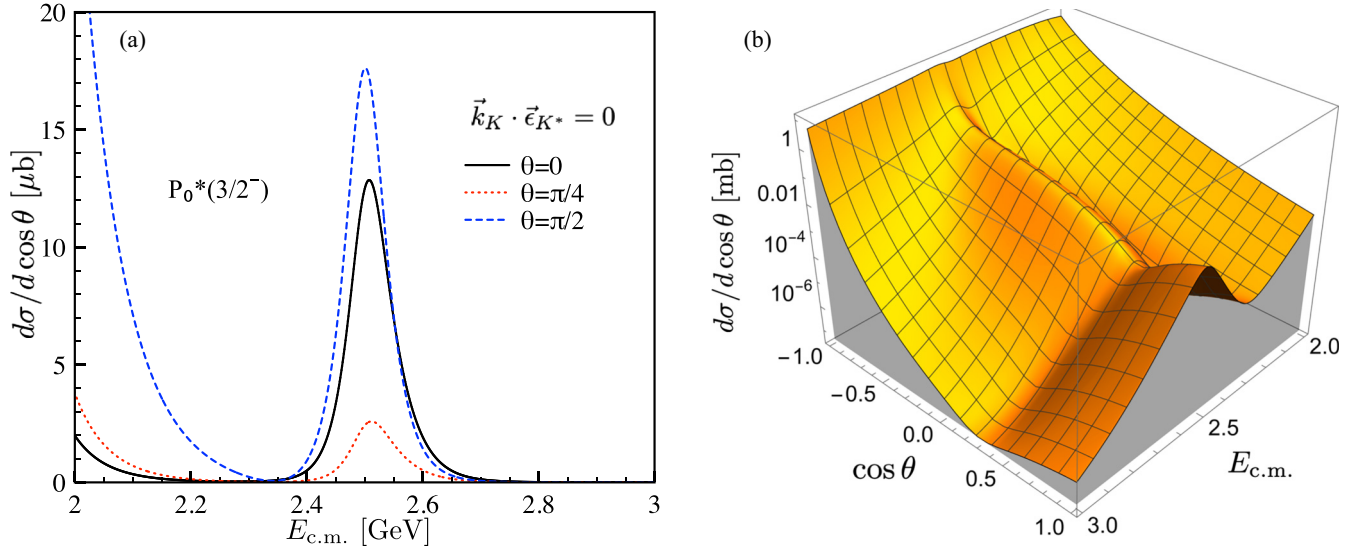 (a)
dσ/d cos θ [μb]
20
15
10
5
0
k⃗_K · ε⃗_K* = 0
θ=0
θ=π/4
θ=π/2
P₀*(3/2⁻)
2 2.2 2.4 2.6 2.8 3
E_c.m. [GeV]
(b)
dσ/d cos θ [mb]
1
0.01
10⁻⁴
10⁻⁶
-1.0
-0.5
0.0
0.5
1.0
cos θ
2.0
2.5
3.0
E_c.m.